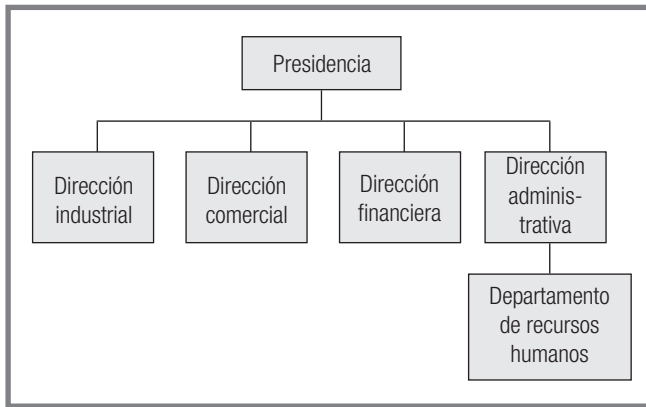 Presidencia
Dirección
industrial
Dirección
comercial
Dirección
financiera
Dirección
adminis-
trativa
Departamento
de recursos
humanos